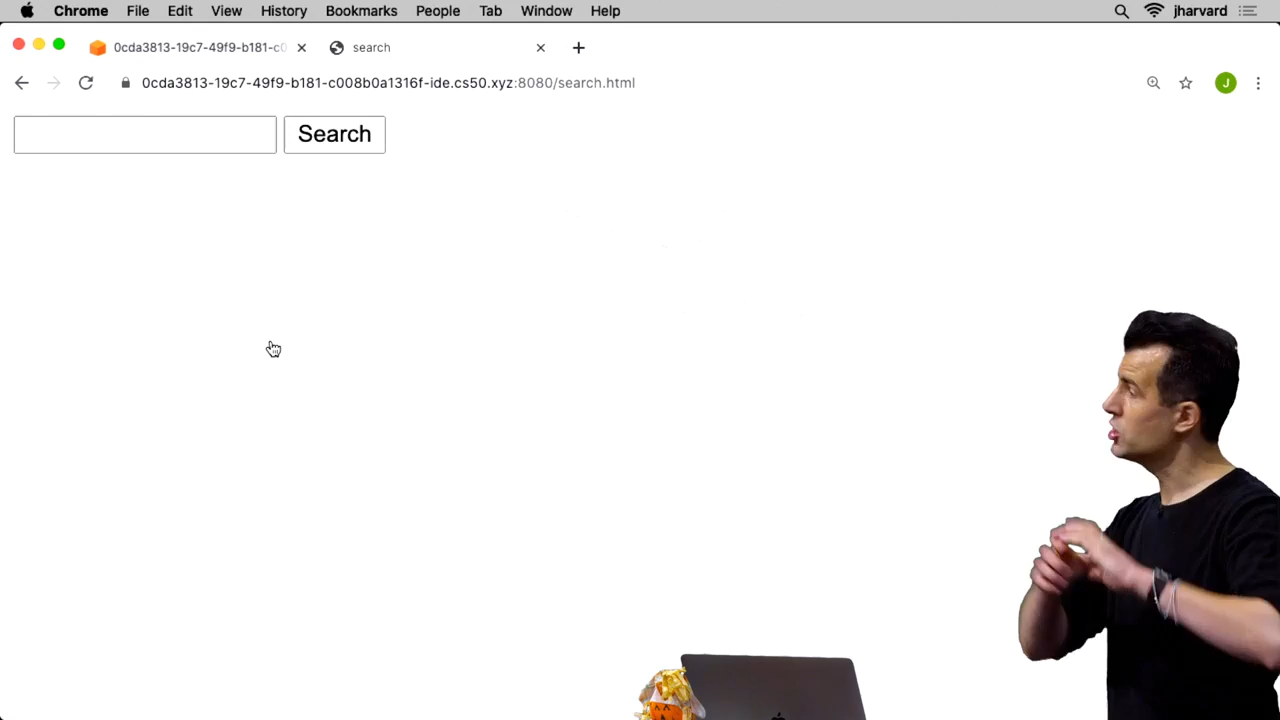 Chrome File Edit View History Bookmarks People Tab Window Help jharvard
0cda3813-19c7-49f9-b181-c0 search
0cda3813-19c7-49f9-b181-c008b0a1316f-ide.cs50.xyz:8080/search.html J
Search